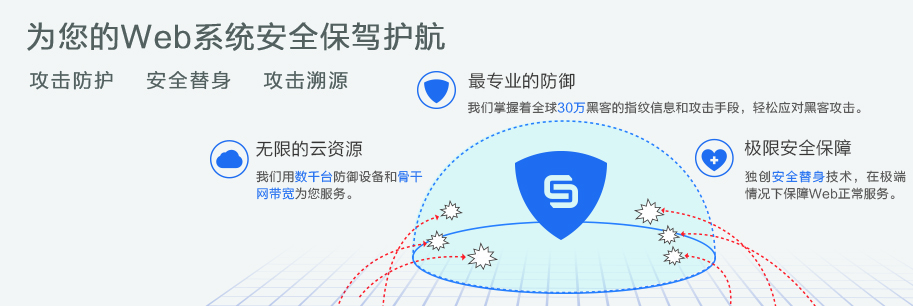 为您的Web系统安全保驾护航
攻击防护 安全替身 攻击溯源
最专业的防御
我们掌握着全球30万黑客的指纹信息和攻击手段，轻松应对黑客攻击。
无限的云资源
我们用数千台防御设备和骨干
网带宽为您服务。
极限安全保障
独创安全替身技术，在极端
情况下保障Web正常服务。